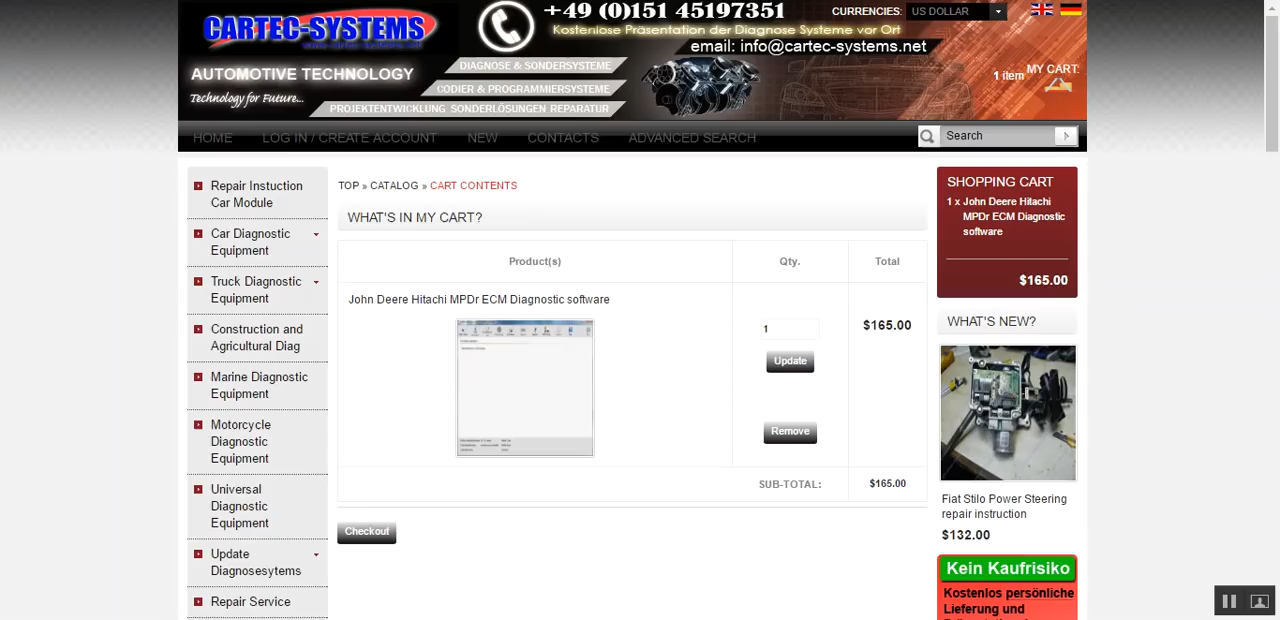 CARTEC-SYSTEMS
AUTOMOTIVE TECHNOLOGY
Technology for Future...
+49 (0)151 45197351
Kostenlose Präsentation der Diagnose Systeme vor Ort
email: info@cartec-systems.net
DIAGNOSE & SONDERSYSTEME
CODIER & PROGRAMMIERSYSTEME
PROJEKTENTWICKLUNG SONDERLÖSUNGEN REPARATUR
CURRENCIES: US DOLLAR
1 item MY CART:
HOME LOG IN / CREATE ACCOUNT NEW CONTACTS ADVANCED SEARCH
Search
Repair Instuction
Car Module
Car Diagnostic
Equipment
Truck Diagnostic
Equipment
Construction and
Agricultural Diag
Marine Diagnostic
Equipment
Motorcycle
Diagnostic
Equipment
Universal
Diagnostic
Equipment
Update
Diagnosesytems
Repair Service
TOP » CATALOG » CART CONTENTS
WHAT'S IN MY CART?
Product(s) Qty. Total
John Deere Hitachi MPDr ECM Diagnostic software
1
$165.00
Update
Remove
SUB-TOTAL: $165.00
Checkout
SHOPPING CART
1 x John Deere Hitachi
MPDr ECM Diagnostic
software
$165.00
WHAT'S NEW?
Fiat Stilo Power Steering
repair instruction
$132.00
Kein Kaufrisiko
Kostenlos persönliche
Lieferung und